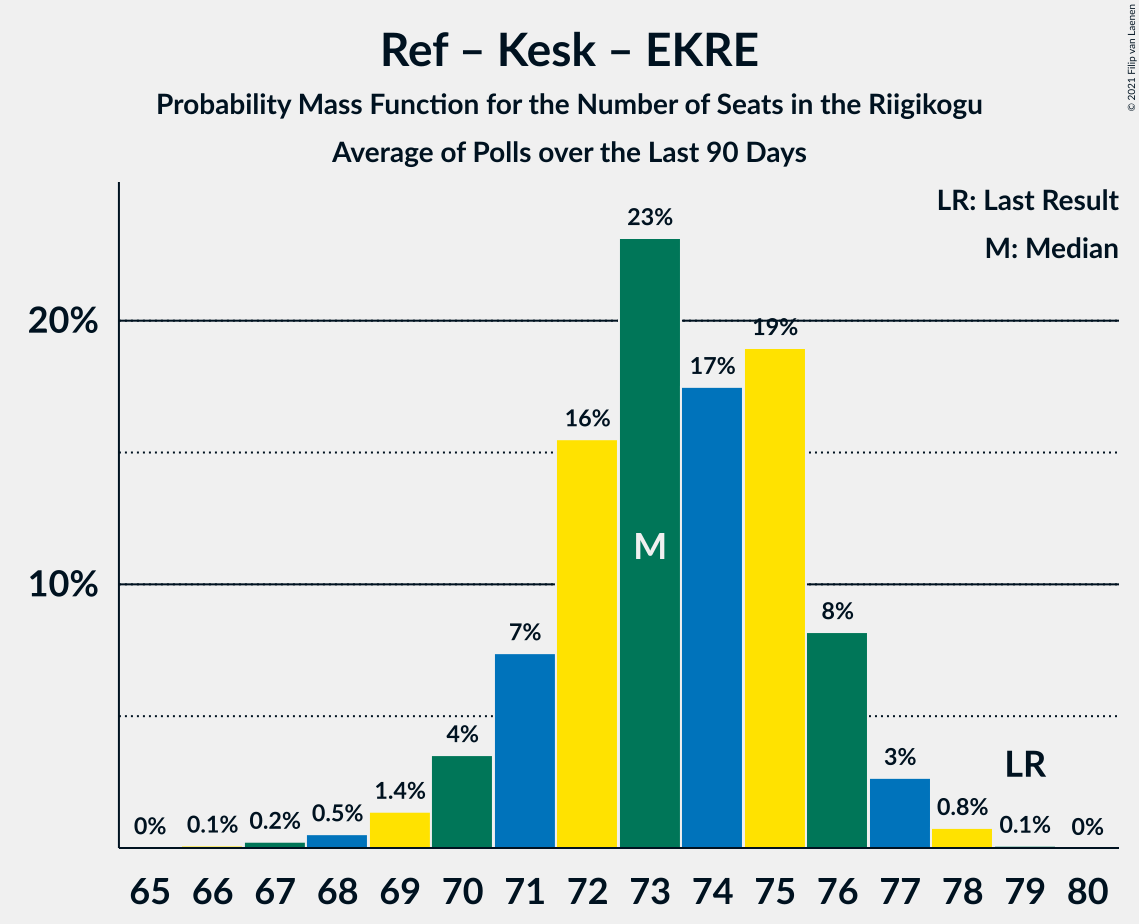 Ref – Kesk – EKRE
Probability Mass Function for the Number of Seats in the Riigikogu
Average of Polls over the Last 90 Days
© 2021 Filip van Laenen
LR: Last Result
M: Median
23%
20%
19%
17%
16%
M
10%
8%
7%
4%
3%
LR
1.4%
0.8%
0.5%
0.2%
0% 0.1%
0.1% 0%
65 66 67 68 69 70 71 72 73 74 75 76 77 78 79 80